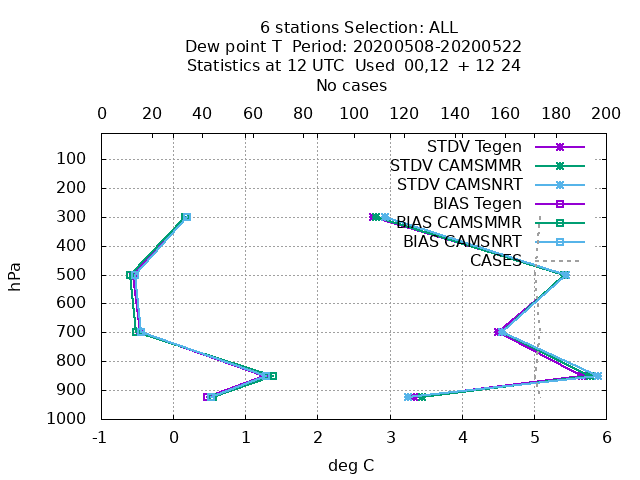 6 stations Selection: ALL
Dew point T  Period: 20200508-20200522
Statistics at 12 UTC  Used  00,12  + 12 24
No cases
0 20 40 60 80 100 120 140 160 180 200
STDV Tegen
STDV CAMSMMR
STDV CAMSNRT
BIAS Tegen
BIAS CAMSMMR
BIAS CAMSNRT
CASES
100
200
300
400
500
600
700
800
900
1000
hPa
-1 0 1 2 3 4 5 6
deg C